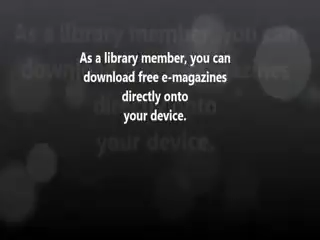 As a library member, you can
download free e-magazines
directly onto
your device.